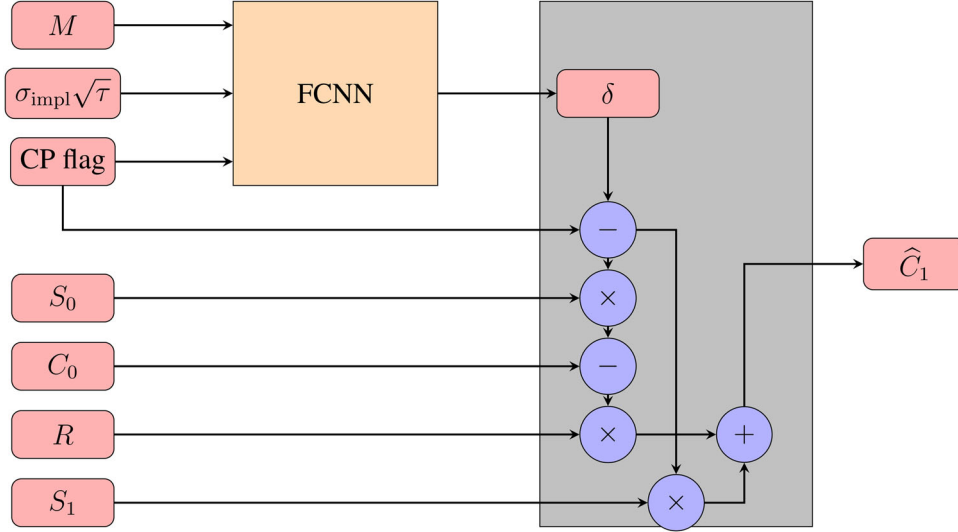 M
σ_impl√τ
FCNN
δ
CP flag
−
S_0
×
Ĉ_1
C_0
−
R
×
+
S_1
×